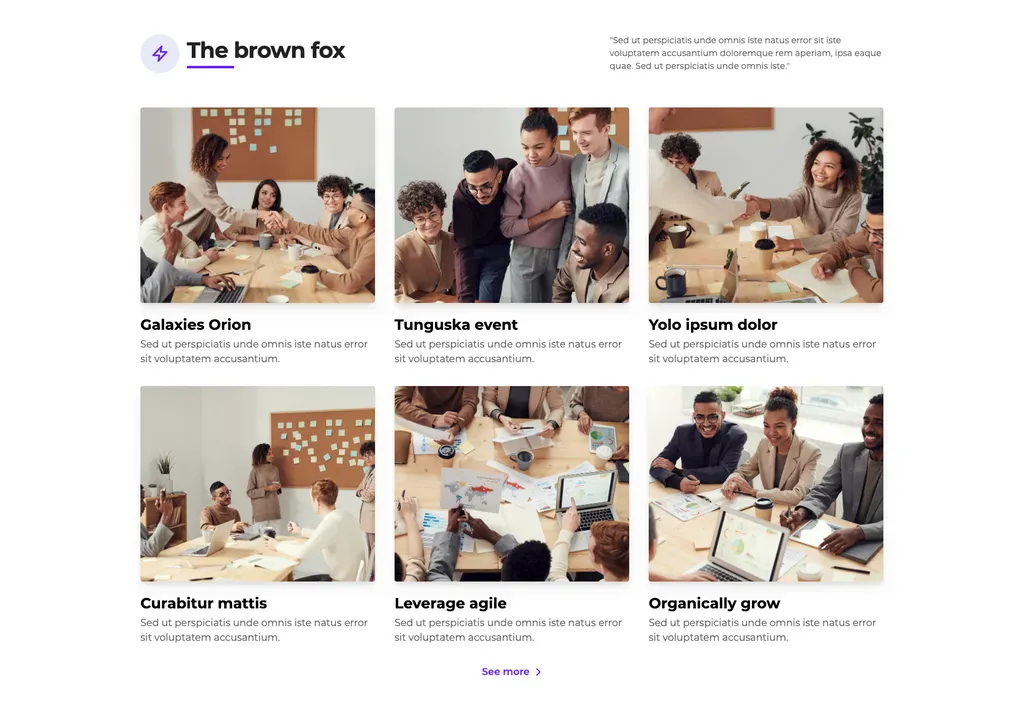 The brown fox
"Sed ut perspiciatis unde omnis iste natus error sit iste
voluptatem accusantium doloremque rem aperiam, ipsa eaque
quae. Sed ut perspiciatis unde omnis iste."
Galaxies Orion
Sed ut perspiciatis unde omnis iste natus error
sit voluptatem accusantium.
Tunguska event
Sed ut perspiciatis unde omnis iste natus error
sit voluptatem accusantium.
Yolo ipsum dolor
Sed ut perspiciatis unde omnis iste natus error
sit voluptatem accusantium.
Curabitur mattis
Sed ut perspiciatis unde omnis iste natus error
sit voluptatem accusantium.
Leverage agile
Sed ut perspiciatis unde omnis iste natus error
sit voluptatem accusantium.
Organically grow
Sed ut perspiciatis unde omnis iste natus error
sit voluptatem accusantium.
See more